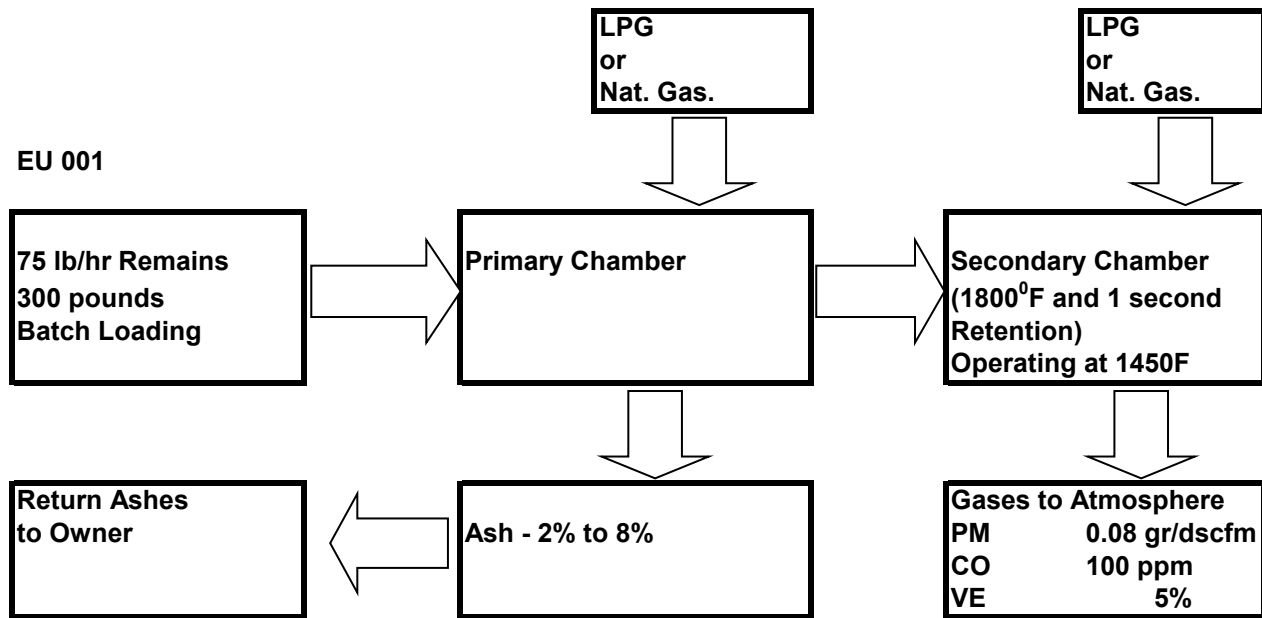 LPG
or
Nat. Gas.
LPG
or
Nat. Gas.
EU 001
75 lb/hr Remains
300 pounds
Batch Loading
Primary Chamber
Secondary Chamber
(1800⁰F and 1 second
Retention)
Operating at 1450F
Return Ashes
to Owner
Ash - 2% to 8%
Gases to Atmosphere
PM 0.08 gr/dscfm
CO 100 ppm
VE 5%